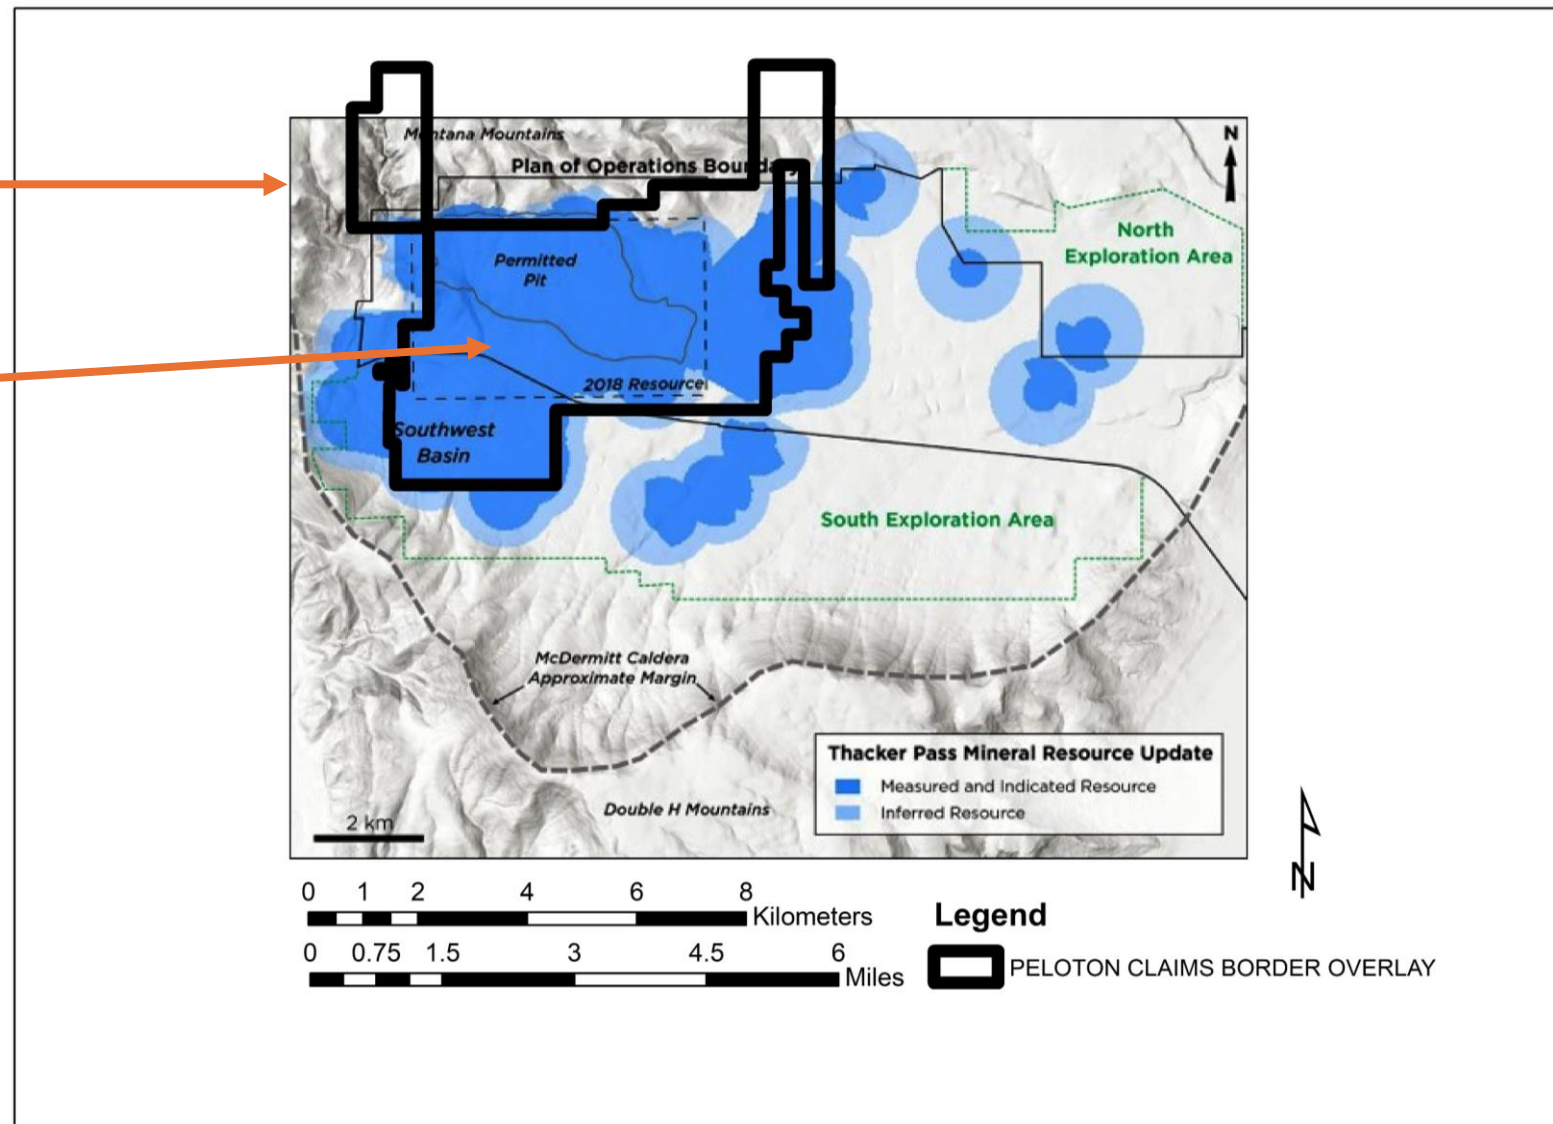 Montana Mountains
Plan of Operations Boundary
N
North
Exploration Area
Permitted
Pit
2018 Resource
Southwest
Basin
South Exploration Area
McDermitt Caldera
Approximate Margin
Thacker Pass Mineral Resource Update
Measured and Indicated Resource
Inferred Resource
Double H Mountains
2 km
N
0 1 2 4 6 8
Kilometers
0 0.75 1.5 3 4.5 6
Miles
Legend
PELOTON CLAIMS BORDER OVERLAY